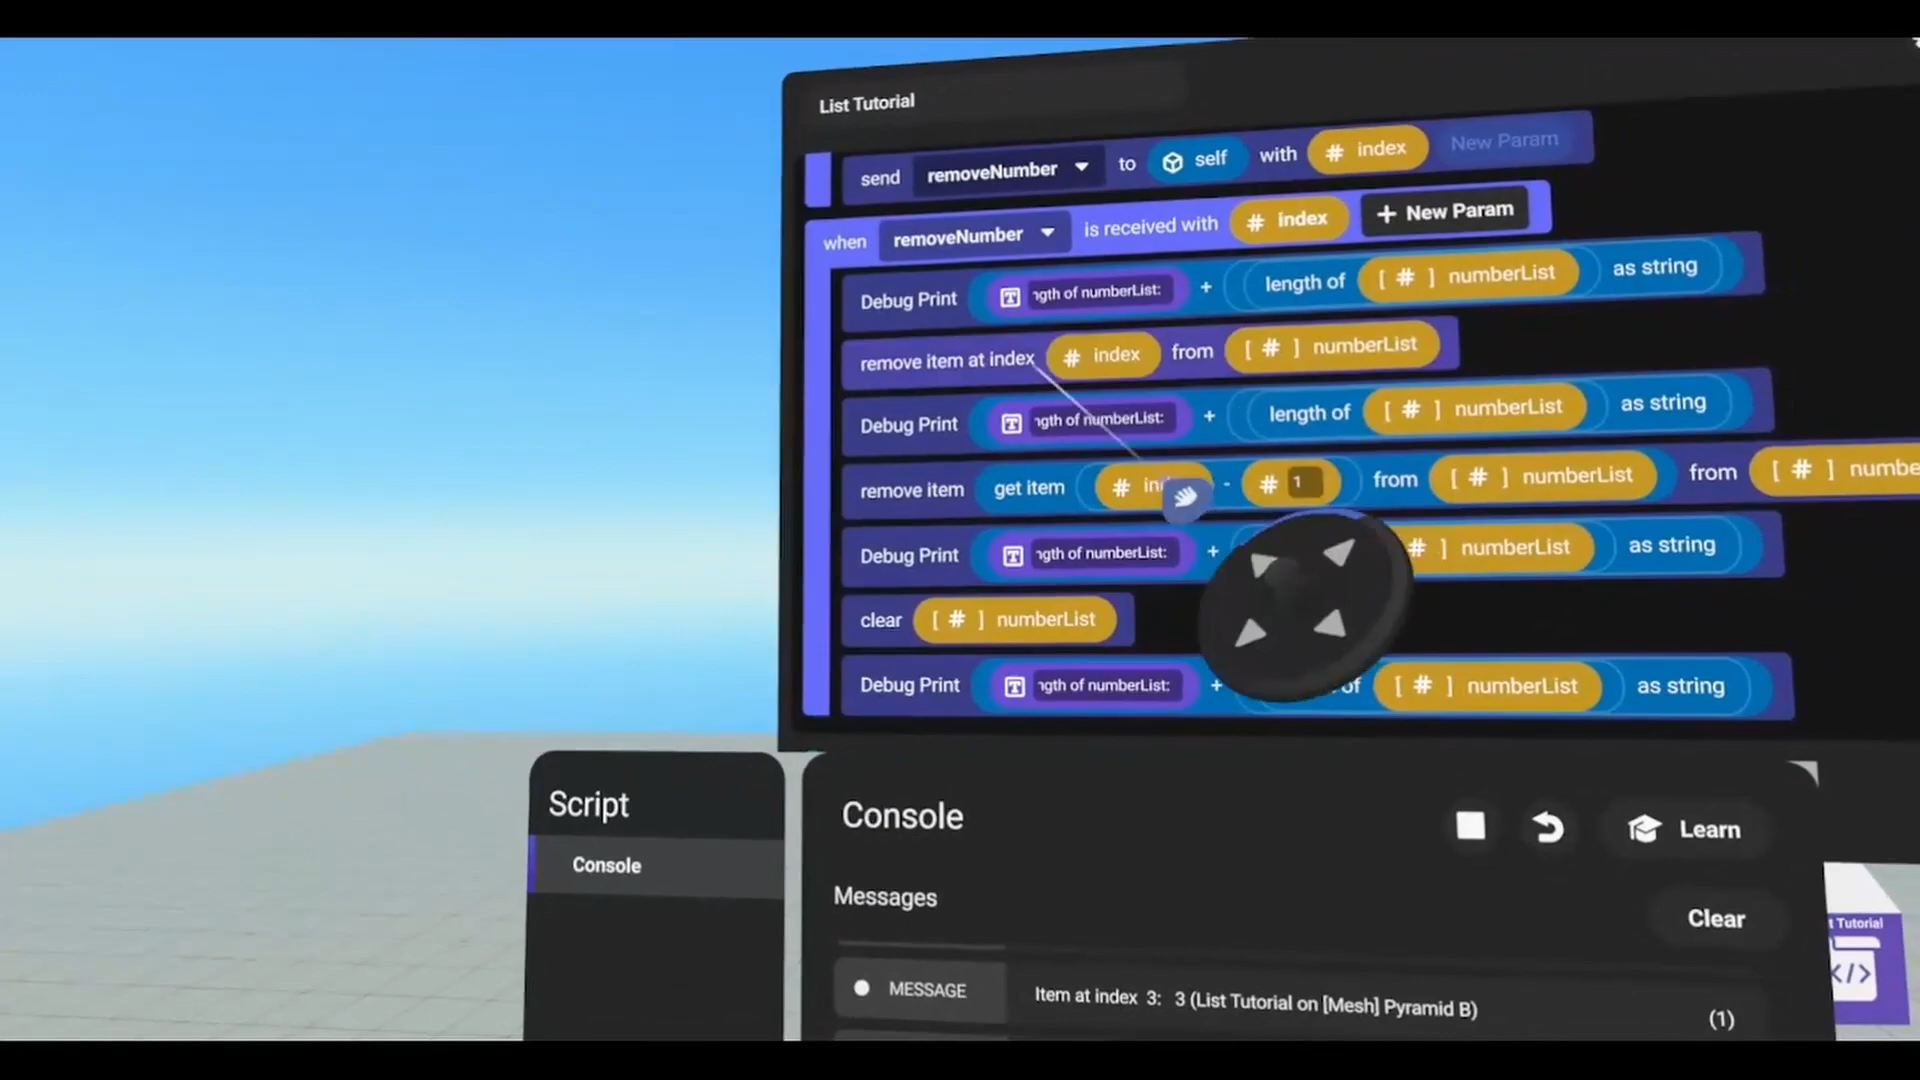 List Tutorial
send removeNumber to self with # index New Param
when removeNumber is received with # index + New Param
Debug Print ngth of numberList: + length of [ # ] numberList as string
remove item at index # index from [ # ] numberList
Debug Print ngth of numberList: + length of [ # ] numberList as string
remove item get item # ind - # 1 from [ # ] numberList from [ # ] numbe
Debug Print ngth of numberList: + # ] numberList as string
clear [ # ] numberList
Debug Print ngth of numberList: + of [ # ] numberList as string
Script
Console
Console
Learn
Messages
Clear
t Tutorial
</>
MESSAGE Item at index 3: 3 (List Tutorial on [Mesh] Pyramid B) (1)